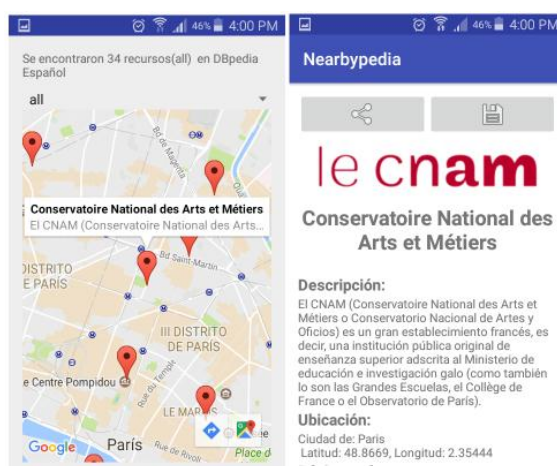 46% 4:00 PM
Se encontraron 34 recursos(all) en DBpedia
Español
all
Bd de Magenta
Conservatoire National des Arts et Métiers
El CNAM (Conservatoire National des Arts...
Bd Saint-Martin
DISTRITO
E PARÍS
III DISTRITO
DE PARÍS
e Centre Pompidou
Rue du Temple
LE MARAIS
Google
París
Rue de Rivoli
Place d
46% 4:00 PM
Nearbypedia
le cnam
Conservatoire National des
Arts et Métiers
Descripción:
El CNAM (Conservatoire National des Arts et
Métiers o Conservatorio Nacional de Artes y
Oficios) es un gran establecimiento francés, es
decir, una institución pública original de
enseñanza superior adscrita al Ministerio de
educación e investigación galo (como también
lo son las Grandes Escuelas, el Collège de
France o el Observatorio de París).
Ubicación:
Ciudad de: Paris
Latitud: 48.8669, Longitud: 2.35444